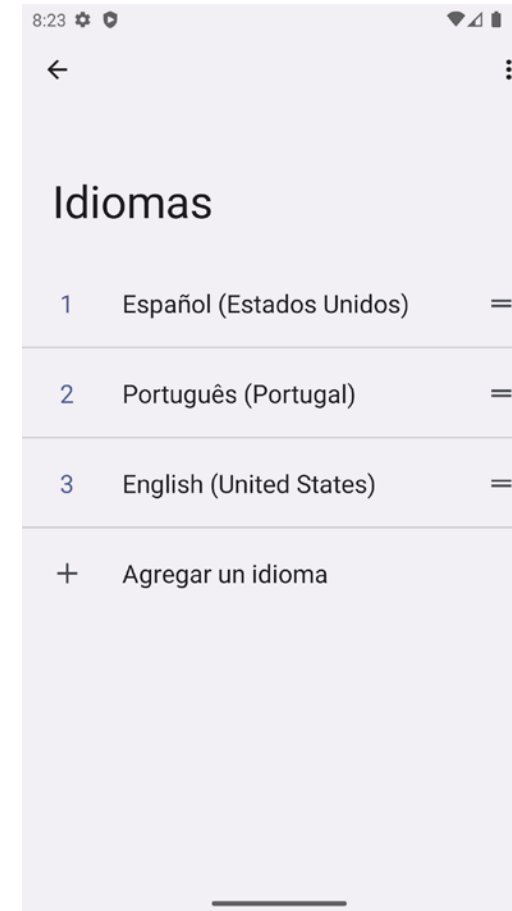 8:23
Idiomas
1 Español (Estados Unidos)
2 Português (Portugal)
3 English (United States)
Agregar un idioma